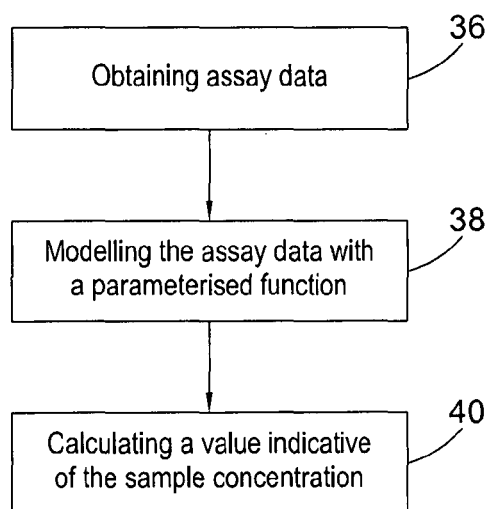 36
Obtaining assay data
38
Modelling the assay data with
a parameterised function
40
Calculating a value indicative
of the sample concentration